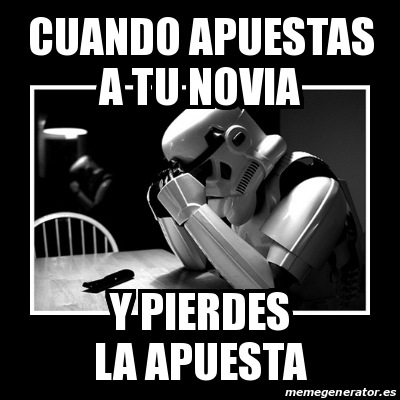 CUANDO APUESTAS
A TU NOVIA
Y PIERDES
LA APUESTA
memegenerator.es